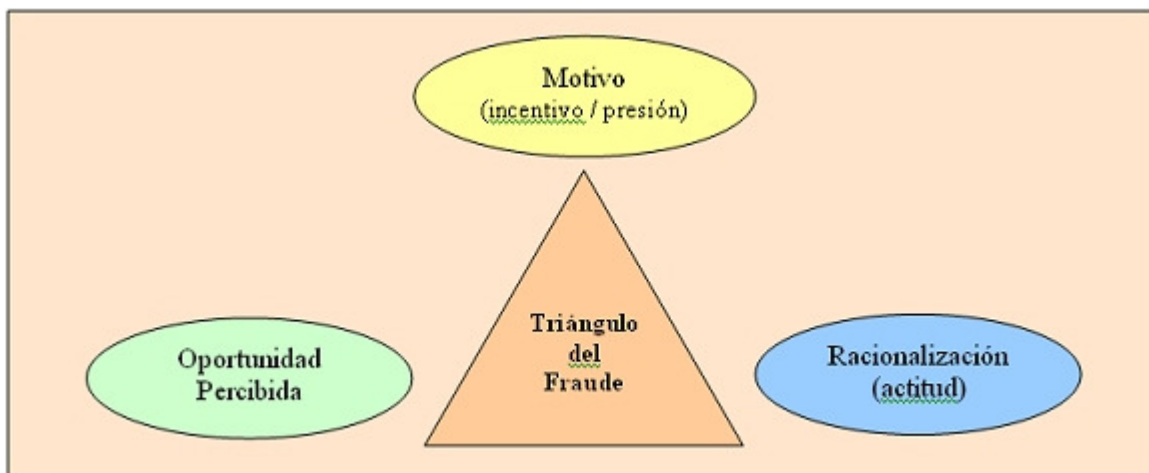 Motivo
(incentivo / presión)
Triángulo
del
Fraude
Oportunidad
Percibida
Racionalización
(actitud)